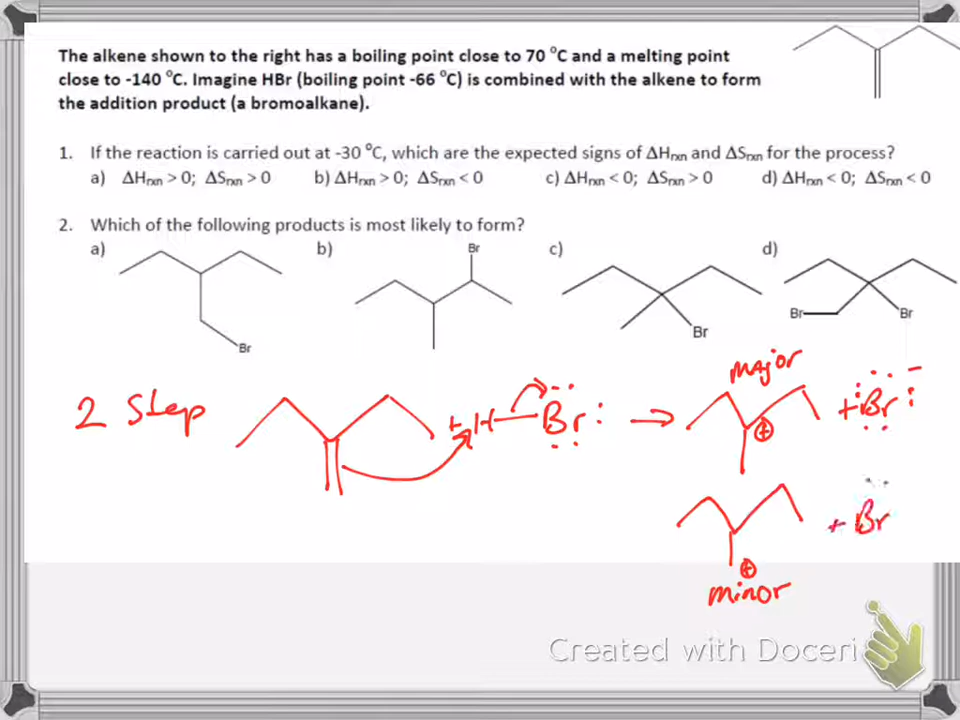 The alkene shown to the right has a boiling point close to 70 °C and a melting point
close to -140 °C. Imagine HBr (boiling point -66 °C) is combined with the alkene to form
the addition product (a bromoalkane).
1. If the reaction is carried out at -30 °C, which are the expected signs of ΔHrxn and ΔSrxn for the process?
a) ΔHrxn > 0; ΔSrxn > 0 b) ΔHrxn > 0; ΔSrxn < 0 c) ΔHrxn < 0; ΔSrxn > 0 d) ΔHrxn < 0; ΔSrxn < 0
2. Which of the following products is most likely to form?
a) b) c) d)
Br
Br
Br
Br Br
major
2 Step + H Br : → ⊕ + :Br: −
⊕ + Br
minor
Created with Doceri